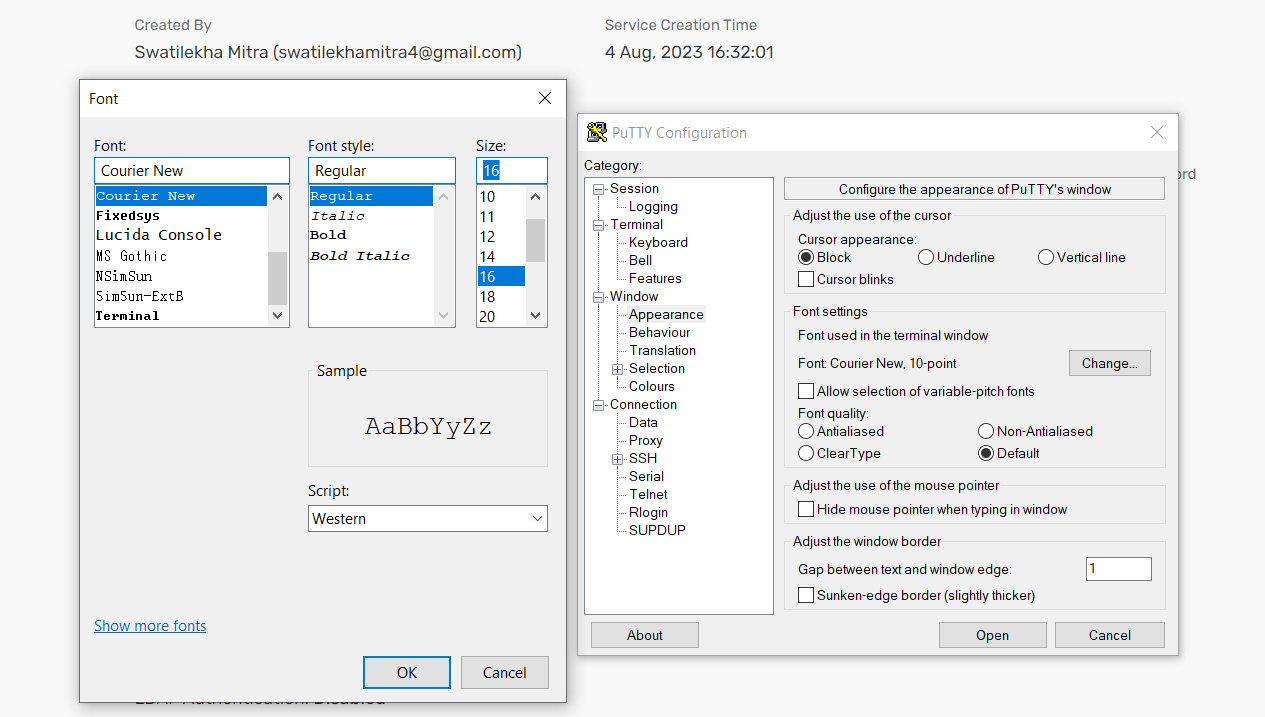 Created By
Swatilekha Mitra (swatilekhamitra4@gmail.com)
Service Creation Time
4 Aug, 2023 16:32:01
Font
Font:
Courier New
Courier New
Fixedsys
Lucida Console
MS Gothic
NSimSun
SimSun-ExtB
Terminal
Font style:
Regular
Regular
Italic
Bold
Bold Italic
Size:
16
10
11
12
14
16
18
20
Sample
AaBbYyZz
Script:
Western
Show more fonts
OK
Cancel
PuTTY Configuration
Category:
Session
Logging
Terminal
Keyboard
Bell
Features
Window
Appearance
Behaviour
Translation
Selection
Colours
Connection
Data
Proxy
SSH
Serial
Telnet
Rlogin
SUPDUP
Configure the appearance of PuTTY's window
Adjust the use of the cursor
Cursor appearance:
Block
Underline
Vertical line
Cursor blinks
Font settings
Font used in the terminal window
Font: Courier New, 10-point
Change...
Allow selection of variable-pitch fonts
Font quality:
Antialiased
Non-Antialiased
ClearType
Default
Adjust the use of the mouse pointer
Hide mouse pointer when typing in window
Adjust the window border
Gap between text and window edge:
1
Sunken-edge border (slightly thicker)
About
Open
Cancel
ord